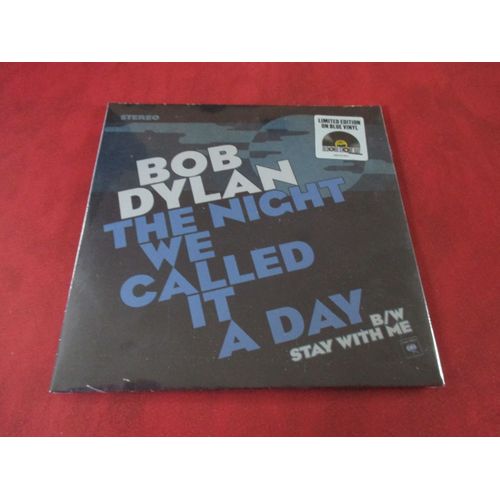 STEREO
LIMITED EDITION
ON BLUE VINYL
BOB
DYLAN
THE NIGHT
WE
CALLED
IT
A DAY
B/W
STAY WITH ME